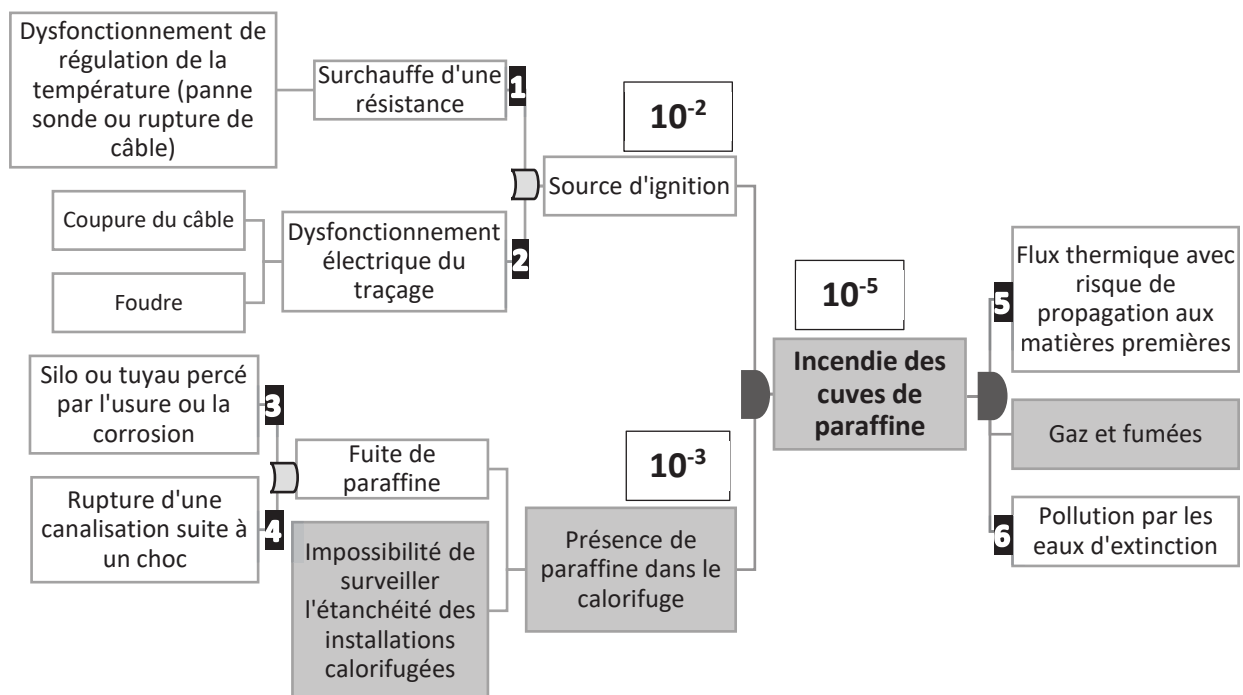 Dysfonctionnement de
régulation de la
température (panne
sonde ou rupture de
câble)
Surchauffe d'une
résistance
1
10-2
Source d'ignition
Coupure du câble
Foudre
Dysfonctionnement
électrique du
traçage
2
Silo ou tuyau percé
par l'usure ou la
corrosion
3
Rupture d'une
canalisation suite à
un choc
4
Fuite de
paraffine
Impossibilité de
surveiller
l'étanchéité des
installations
calorifugées
10-3
Présence de
paraffine dans le
calorifuge
10-5
Incendie des
cuves de
paraffine
5
Flux thermique avec
risque de
propagation aux
matières premières
Gaz et fumées
6
Pollution par les
eaux d'extinction